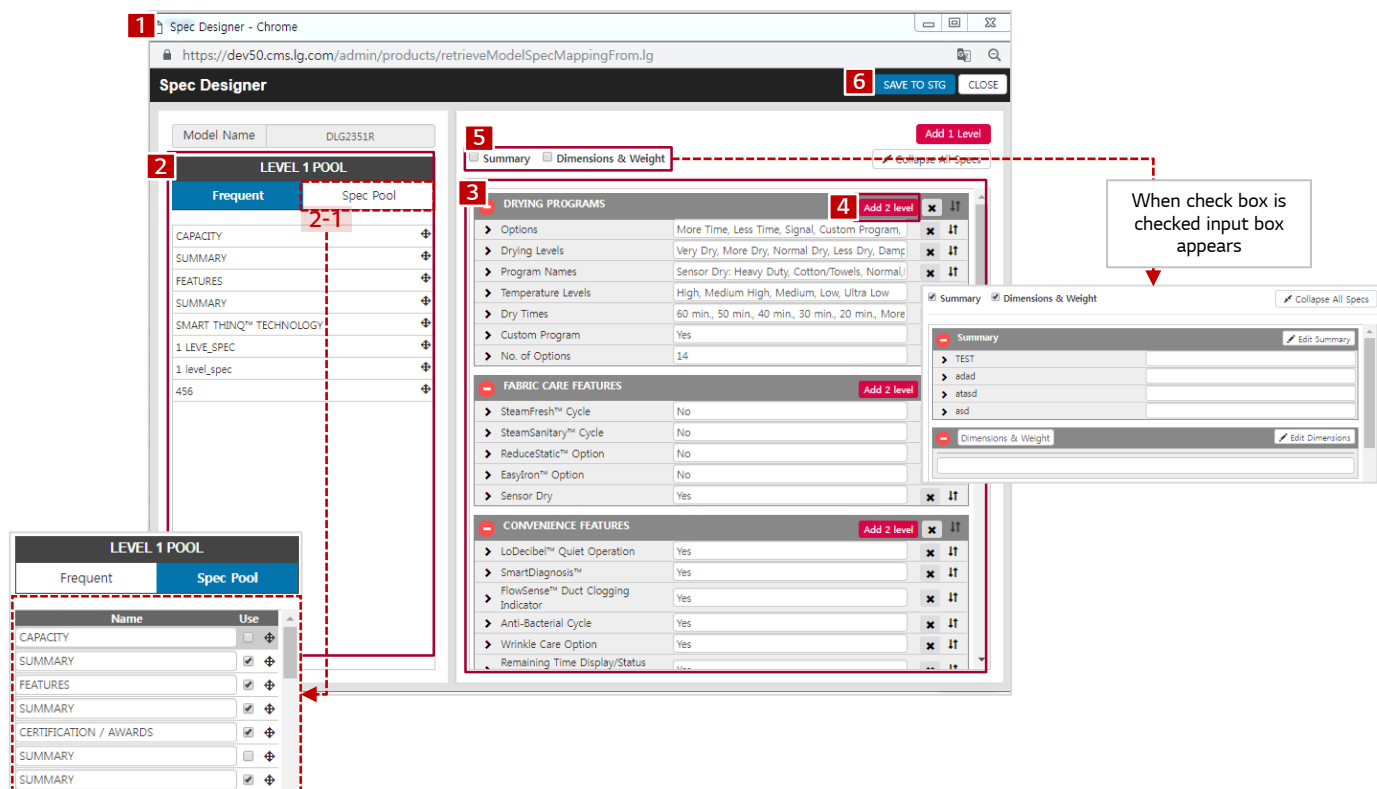 1 Spec Designer - Chrome
https://dev50.cms.lg.com/admin/products/retrieveModelSpecMappingFrom.lg
Spec Designer
6 SAVE TO STG CLOSE
Model Name DLG2351R
2 LEVEL 1 POOL
Frequent Spec Pool
2-1
CAPACITY
SUMMARY
FEATURES
SUMMARY
SMART THINQ™ TECHNOLOGY
1 LEVE_SPEC
1 level_spec
456
Add 1 Level
5
Summary Dimensions & Weight Collapse All Specs
3 DRYING PROGRAMS 4 Add 2 level
Options More Time, Less Time, Signal, Custom Program,
Drying Levels Very Dry, More Dry, Normal Dry, Less Dry, Damp
Program Names Sensor Dry: Heavy Duty, Cotton/Towels, Normal,
Temperature Levels High, Medium High, Medium, Low, Ultra Low
Dry Times 60 min., 50 min., 40 min., 30 min., 20 min., More
Custom Program Yes
No. of Options 14
FABRIC CARE FEATURES Add 2 level
SteamFresh™ Cycle No
SteamSanitary™ Cycle No
ReduceStatic™ Option No
EasyIron™ Option No
Sensor Dry Yes
CONVENIENCE FEATURES Add 2 level
LoDecibel™ Quiet Operation Yes
SmartDiagnosis™ Yes
FlowSense™ Duct Clogging
Indicator Yes
Anti-Bacterial Cycle Yes
Wrinkle Care Option Yes
Remaining Time Display/Status
When check box is
checked input box
appears
Summary Dimensions & Weight Collapse All Specs
Summary Edit Summary
TEST
adad
atasd
asd
Dimensions & Weight Edit Dimensions
LEVEL 1 POOL
Frequent Spec Pool
Name Use
CAPACITY
SUMMARY
FEATURES
SUMMARY
CERTIFICATION / AWARDS
SUMMARY
SUMMARY